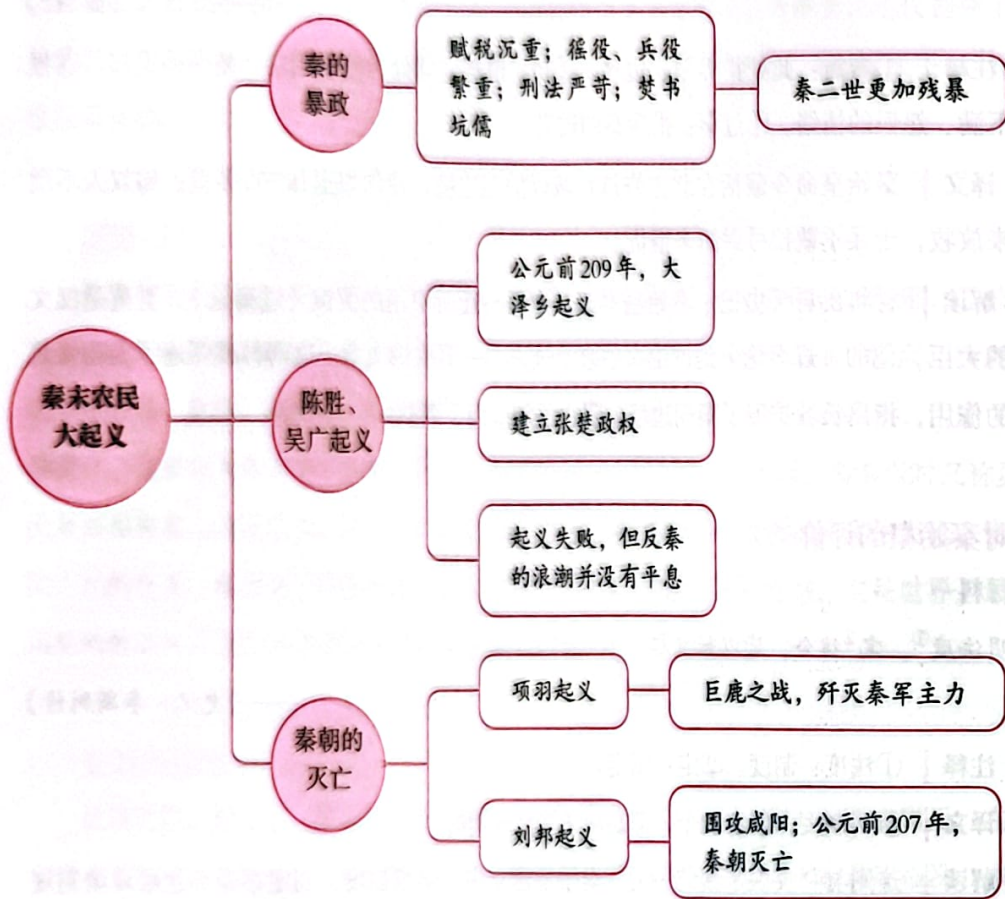 秦末农民
大起义
秦的
暴政
赋税沉重；徭役、兵役
繁重；刑法严苛；焚书
坑儒
秦二世更加残暴
陈胜、
吴广起义
公元前209年，大
泽乡起义
建立张楚政权
起义失败，但反秦
的浪潮并没有平息
秦朝的
灭亡
项羽起义
巨鹿之战，歼灭秦军主力
刘邦起义
围攻咸阳；公元前207年，
秦朝灭亡